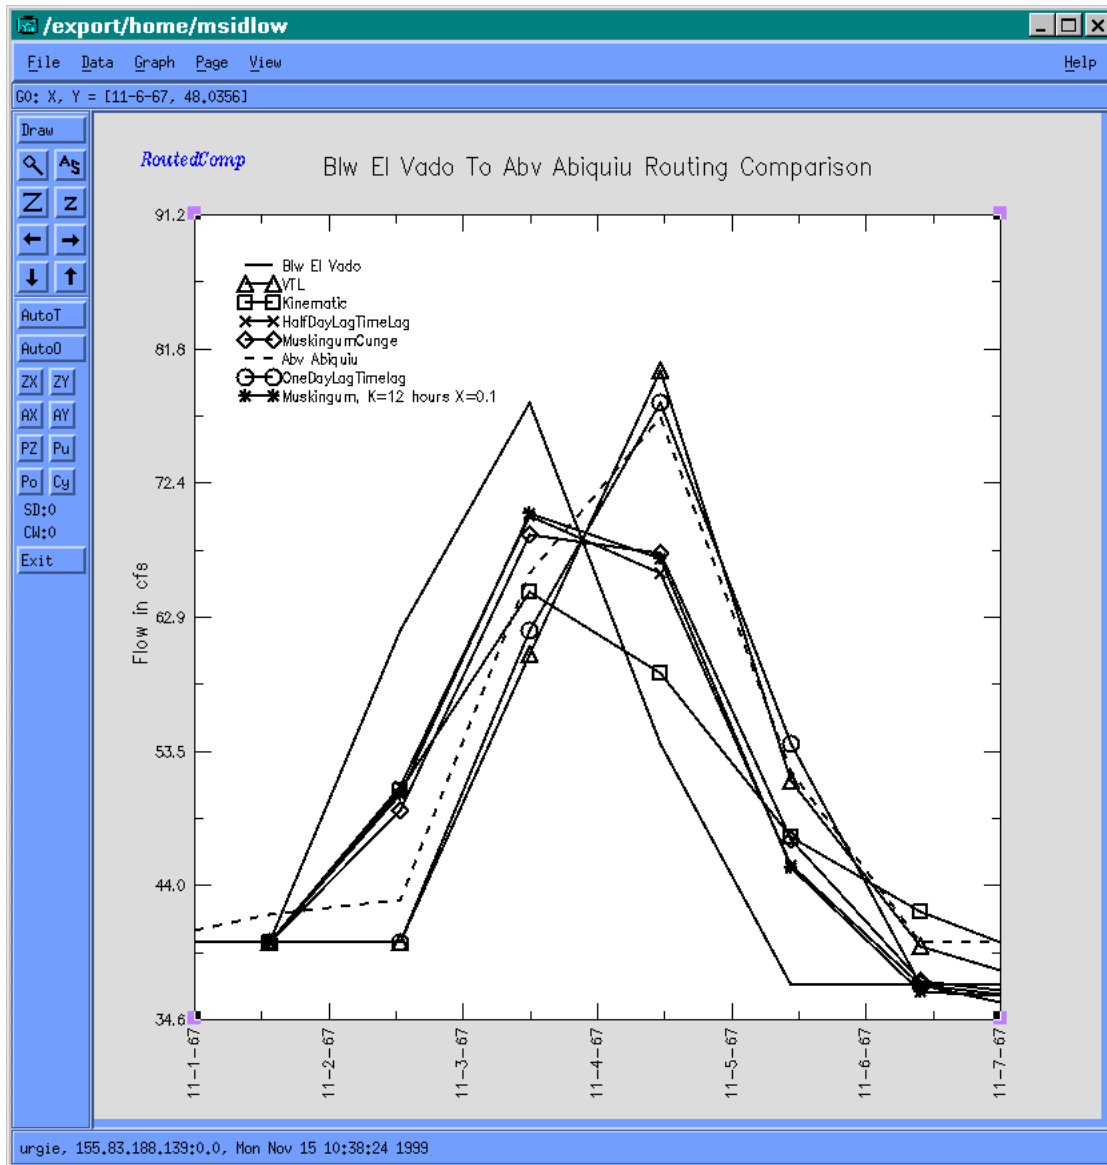 /export/home/msidlow
File Data Graph Page View Help
G0: X, Y = [11-6-67, 48.0356]
Draw
A S
Z z
AutoT
AutoO
ZX ZY
AX AY
PZ Pu
Po Cy
SD:0
CW:0
Exit
RoutedComp
Blw El Vado To Abv Abiquiu Routing Comparison
Blw El Vado
VTL
Kinematic
HalfDayLagTimeLag
MuskingumCunge
Abv Abiquiu
OneDayLagTimelag
Muskingum, K=12 hours X=0.1
Flow in cfs
91.2
81.8
72.4
62.9
53.5
44.0
34.6
11-1-67
11-2-67
11-3-67
11-4-67
11-5-67
11-6-67
11-7-67
urgie, 155.83.188.139:0.0, Mon Nov 15 10:38:24 1999